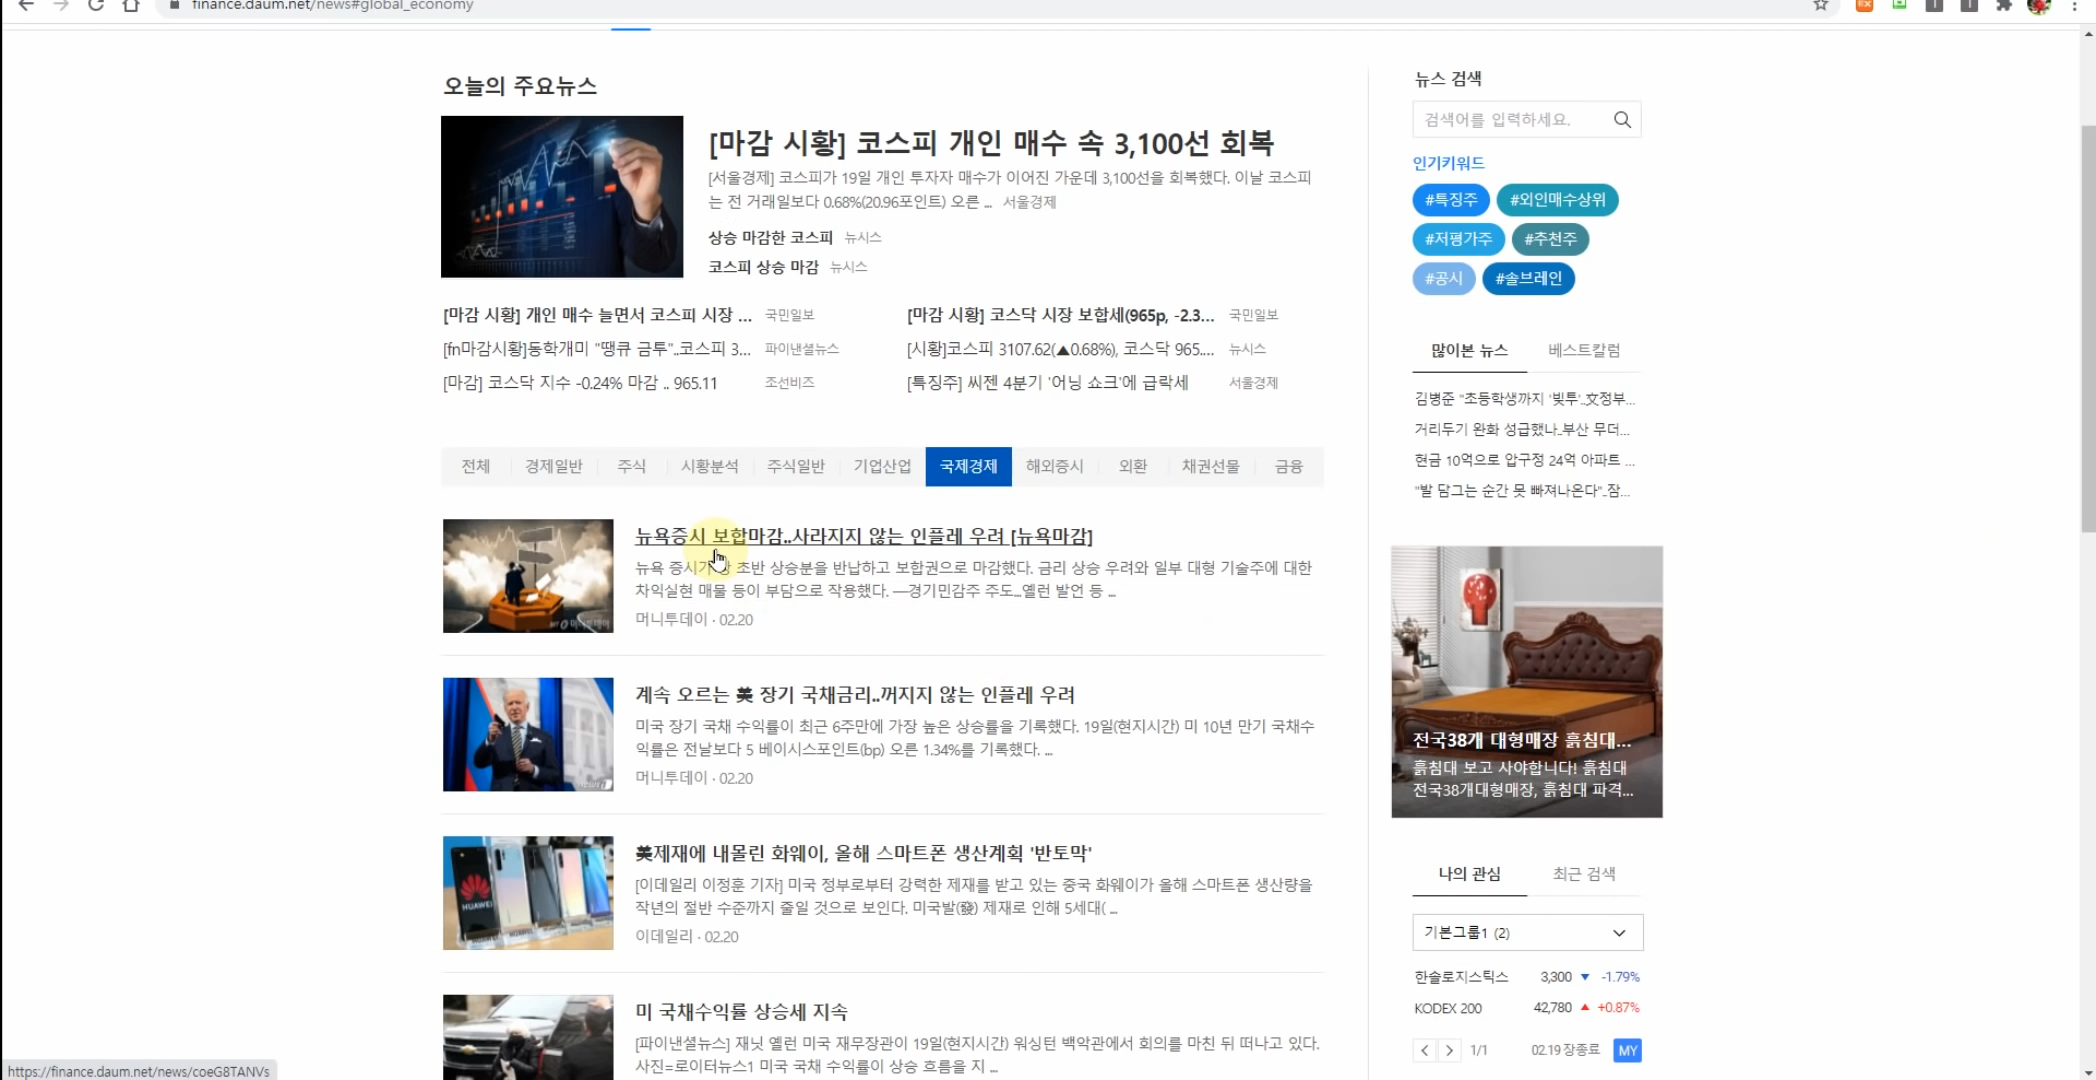 finance.daum.net/news#global_economy
오늘의 주요뉴스
[마감 시황] 코스피 개인 매수 속 3,100선 회복
[서울경제] 코스피가 19일 개인 투자자 매수가 이어진 가운데 3,100선을 회복했다. 이날 코스피
는 전 거래일보다 0.68%(20.96포인트) 오른 ... 서울경제
상승 마감한 코스피 뉴시스
코스피 상승 마감 뉴시스
[마감 시황] 개인 매수 늘면서 코스피 시장 ... 국민일보
[마감 시황] 코스닥 시장 보합세(965p, -2.3... 국민일보
[fn마감시황]동학개미 "땡큐 금투"..코스피 3... 파이낸셜뉴스
[시황]코스피 3107.62(▲0.68%), 코스닥 965.... 뉴시스
[마감] 코스닥 지수 -0.24% 마감 .. 965.11 조선비즈
[특징주] 씨젠 4분기 '어닝 쇼크'에 급락세 서울경제
전체 경제일반 주식 시황분석 주식일반 기업산업 국제경제 해외증시 외환 채권선물 금융
뉴욕증시 보합마감..사라지지 않는 인플레 우려 [뉴욕마감]
뉴욕 증시가 초반 상승분을 반납하고 보합권으로 마감했다. 금리 상승 우려와 일부 대형 기술주에 대한
차익실현 매물 등이 부담으로 작용했다. —경기민감주 주도...옐런 발언 등 ...
머니투데이 · 02.20
계속 오르는 美 장기 국채금리..꺼지지 않는 인플레 우려
미국 장기 국채 수익률이 최근 6주만에 가장 높은 상승률을 기록했다. 19일(현지시간) 미 10년 만기 국채수
익률은 전날보다 5 베이시스포인트(bp) 오른 1.34%를 기록했다. ...
머니투데이 · 02.20
HUAWEI
美제재에 내몰린 화웨이, 올해 스마트폰 생산계획 '반토막'
[이데일리 이정훈 기자] 미국 정부로부터 강력한 제재를 받고 있는 중국 화웨이가 올해 스마트폰 생산량을
작년의 절반 수준까지 줄일 것으로 보인다. 미국발(發) 제재로 인해 5세대( ...
이데일리 · 02.20
미 국채수익률 상승세 지속
[파이낸셜뉴스] 재닛 옐런 미국 재무장관이 19일(현지시간) 워싱턴 백악관에서 회의를 마친 뒤 떠나고 있다.
사진=로이터뉴스1 미국 국채 수익률이 상승 흐름을 지 ...
뉴스 검색
검색어를 입력하세요.
인기키워드
#특징주 #외인매수상위
#저평가주 #추천주
#공시 #솔브레인
많이본 뉴스 베스트칼럼
김병준 "초등학생까지 '빚투'..文정부...
거리두기 완화 성급했나..부산 무더...
현금 10억으로 압구정 24억 아파트 ...
"발 담그는 순간 못 빠져나온다"..잠...
전국38개 대형매장 흙침대...
흙침대 보고 사야합니다! 흙침대
전국38개대형매장, 흙침대 파격...
나의 관심 최근 검색
기본그룹1 (2)
한솔로지스틱스 3,300 ▼ -1.79%
KODEX 200 42,780 ▲ +0.87%
1/1 02.19 장종료 MY
https://finance.daum.net/news/coeG8TANVs